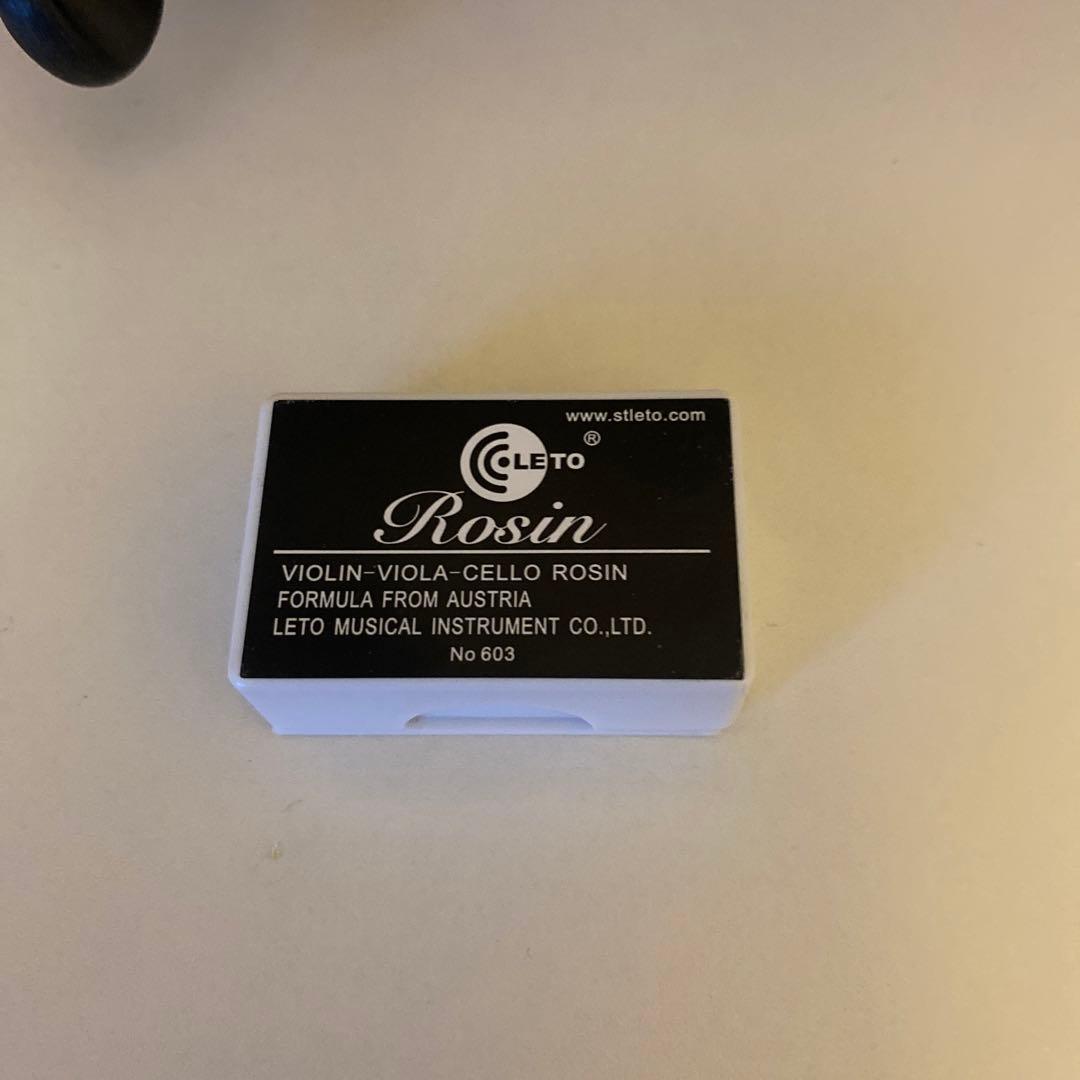 www.stleto.com
LETO ®
Rosin
VIOLIN-VIOLA-CELLO ROSIN
FORMULA FROM AUSTRIA
LETO MUSICAL INSTRUMENT CO.,LTD.
No 603